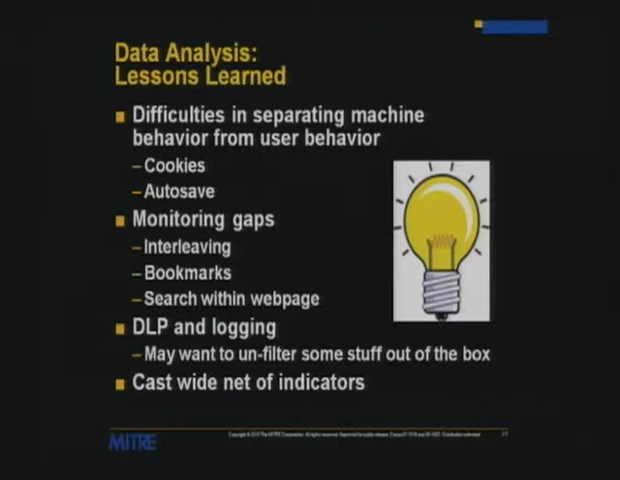 Data Analysis:
Lessons Learned
Difficulties in separating machine
behavior from user behavior
– Cookies
– Autosave
Monitoring gaps
– Interleaving
– Bookmarks
– Search within webpage
DLP and logging
– May want to un-filter some stuff out of the box
Cast wide net of indicators
MITRE